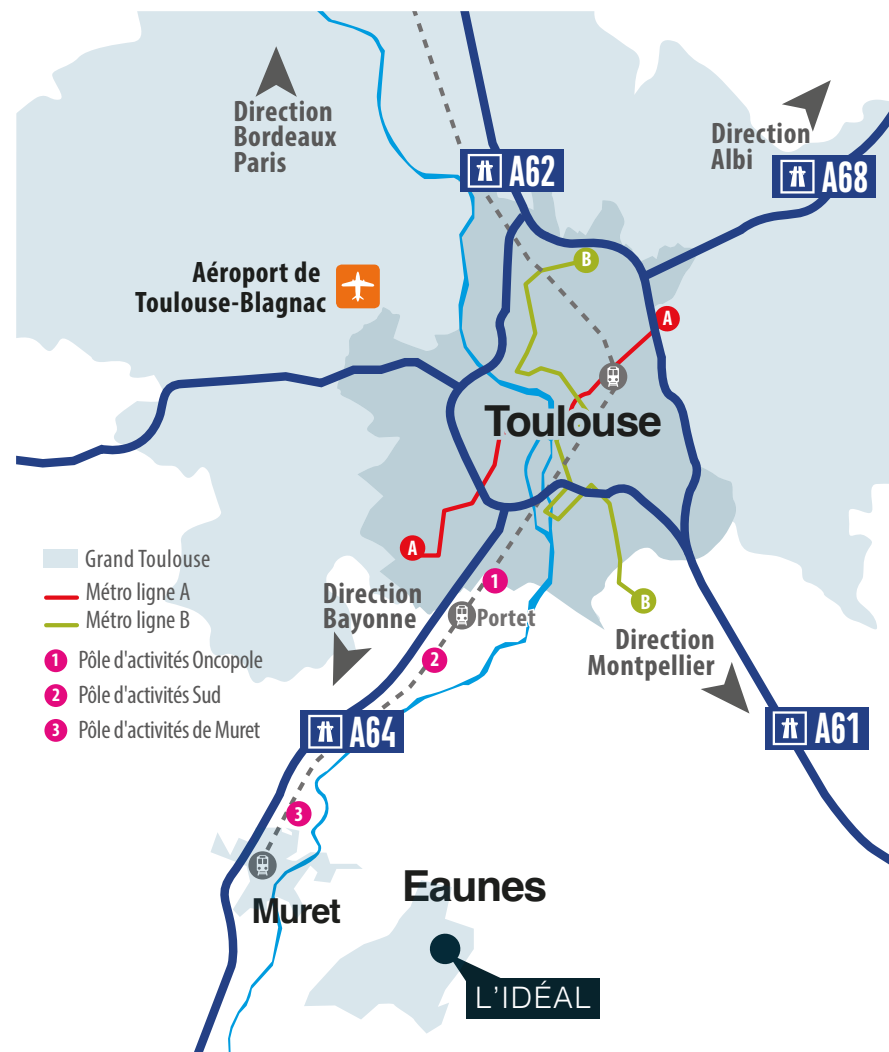 Direction
Bordeaux
Paris
Direction
Albi
A62
A68
B
Aéroport de
Toulouse-Blagnac
A
Toulouse
A
1
B
Grand Toulouse
Métro ligne A
Métro ligne B
1 Pôle d'activités Oncopole
2 Pôle d'activités Sud
3 Pôle d'activités de Muret
Direction
Bayonne
Portet
2
Direction
Montpellier
A64
A61
3
Muret
Eaunes
L'IDÉAL